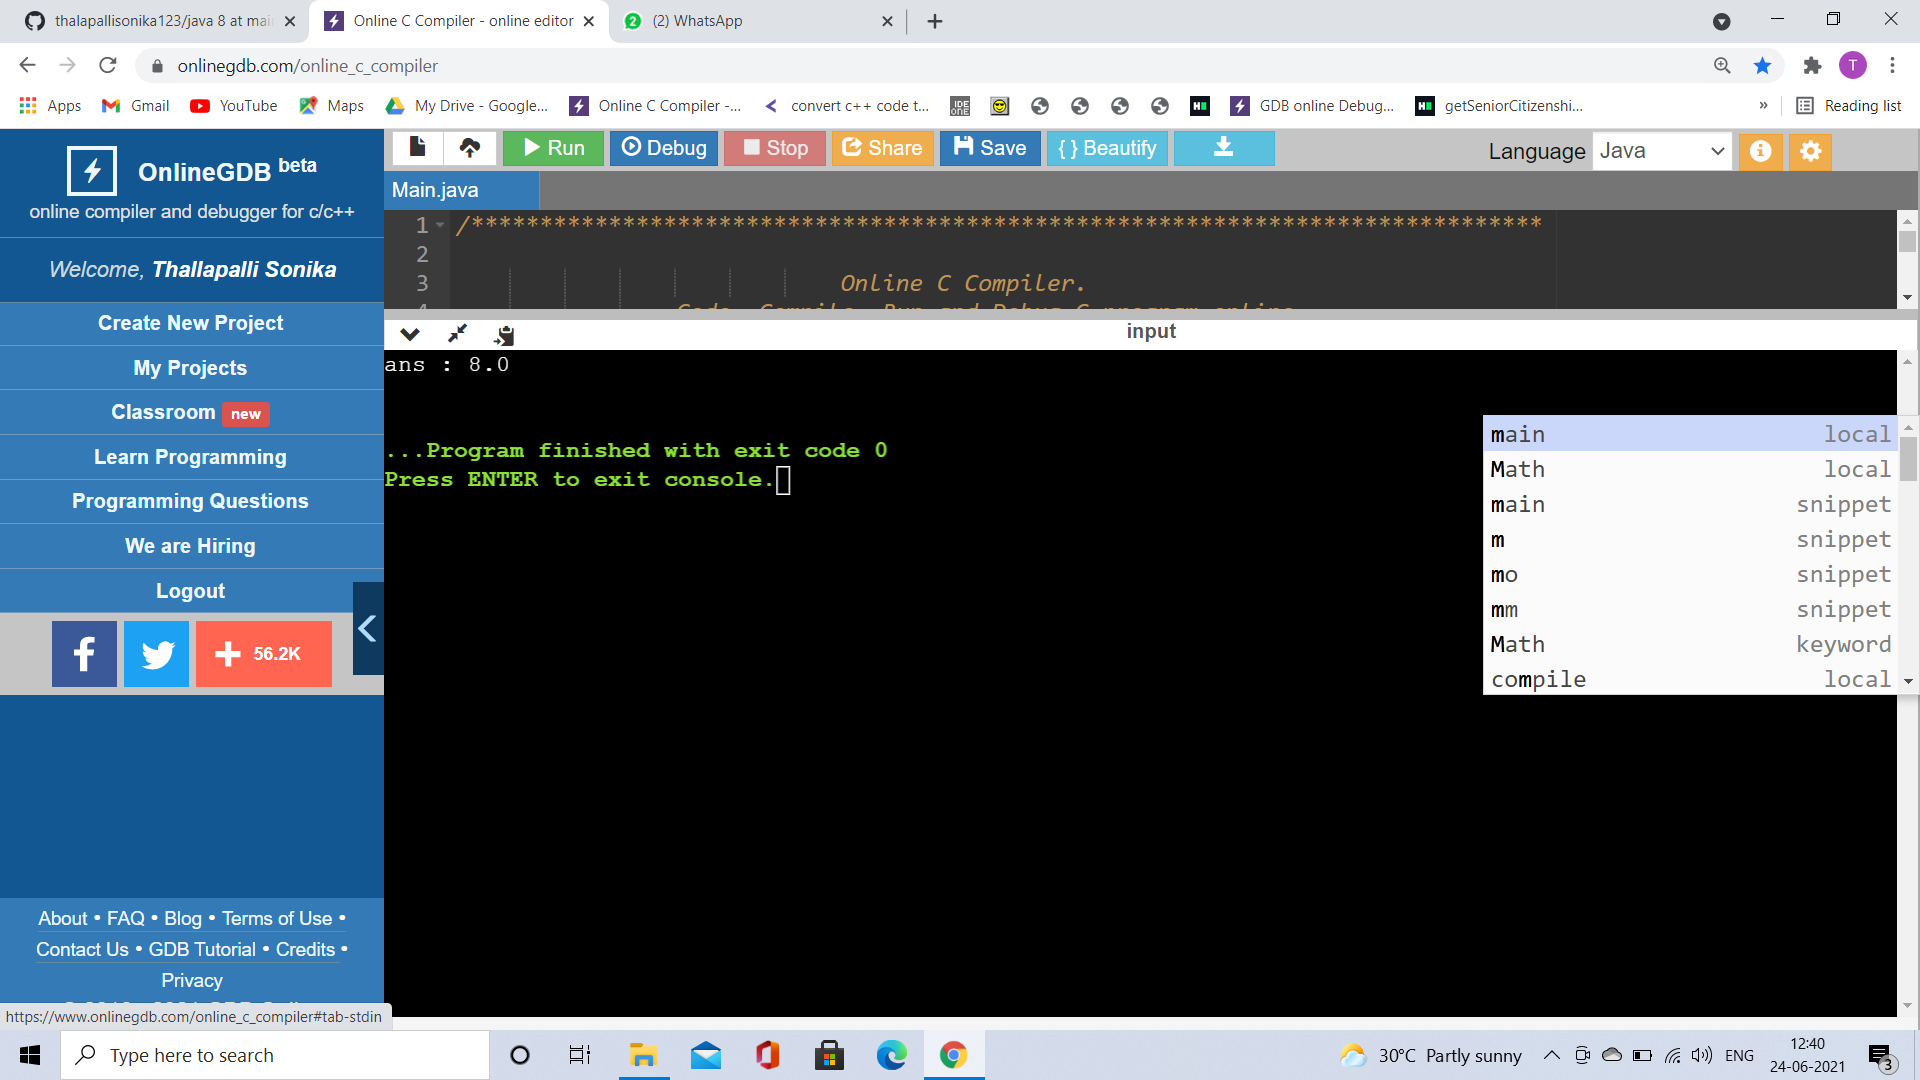 thalapallisonika123/java 8 at mai
Online C Compiler - online editor
(2) WhatsApp
onlinegdb.com/online_c_compiler
T
Apps
Gmail
YouTube
Maps
My Drive - Google...
Online C Compiler -...
convert c++ code t...
GDB online Debug...
getSeniorCitizenshi...
»
Reading list
OnlineGDB beta
online compiler and debugger for c/c++
Welcome, Thallapalli Sonika
Create New Project
My Projects
Classroom new
Learn Programming
Programming Questions
We are Hiring
Logout
56.2K
About • FAQ • Blog • Terms of Use •
Contact Us • GDB Tutorial • Credits •
Privacy
https://www.onlinegdb.com/online_c_compiler#tab-stdin
Run
Debug
Stop
Share
Save
{ } Beautify
Language
Java
Main.java
1 /******************************************************************************
2
3 Online C Compiler.
4 Code, Compile, Run and Debug C program online.
input
ans : 8.0
...Program finished with exit code 0
Press ENTER to exit console.
main local
Math local
main snippet
m snippet
mo snippet
mm snippet
Math keyword
compile local
Type here to search
30°C Partly sunny
ENG
12:40
24-06-2021
3